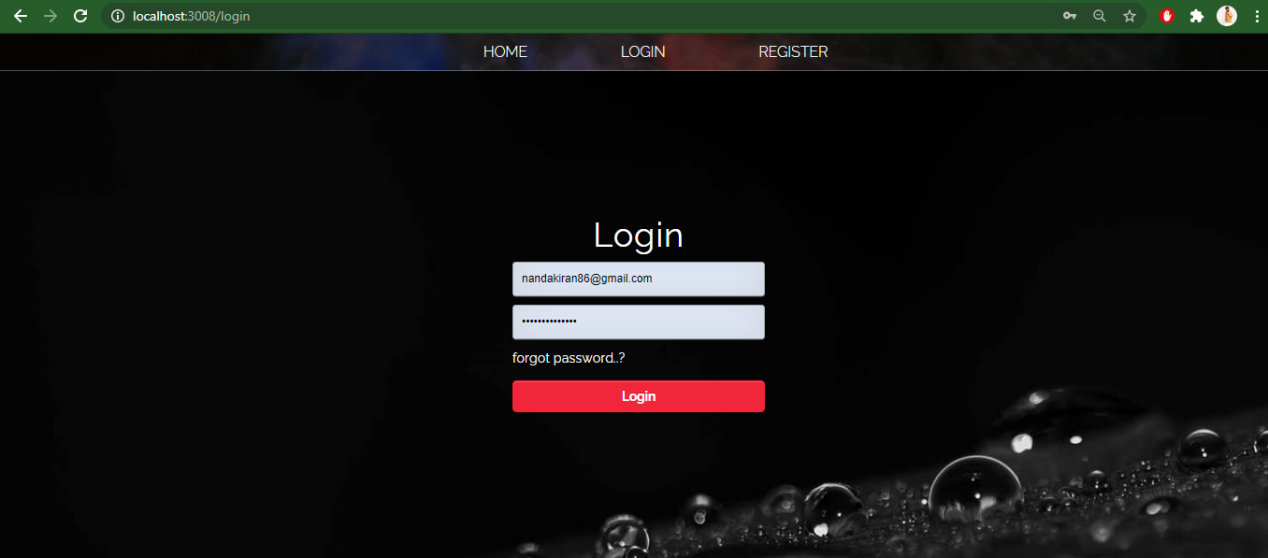 localhost:3008/login
HOME LOGIN REGISTER
Login
nandakiran86@gmail.com
••••••••••••••
forgot password..?
Login